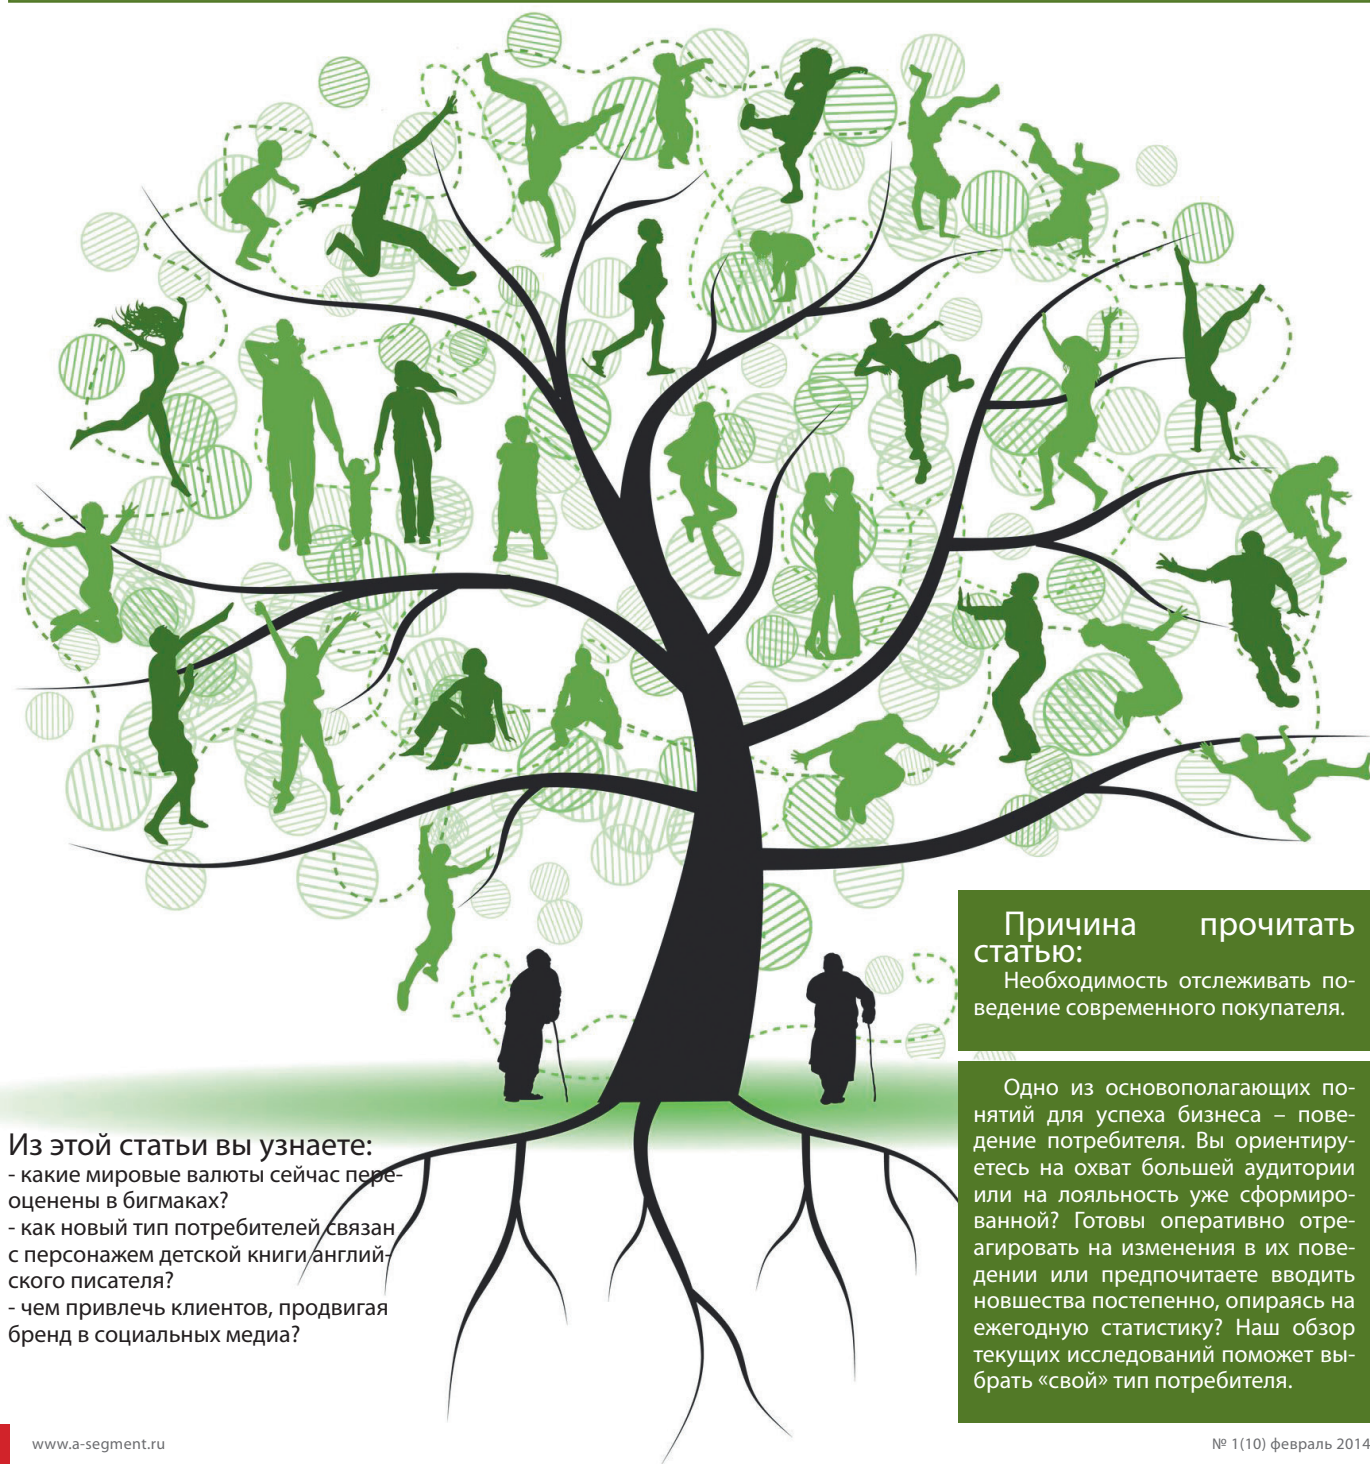 Причина прочитать
статью:
Необходимость отслеживать по-
ведение современного покупателя.
Одно из основополагающих по-
нятий для успеха бизнеса – пове-
дение потребителя. Вы ориентиру-
етесь на охват большей аудитории
или на лояльность уже сформиро-
ванной? Готовы оперативно отре-
агировать на изменения в их пове-
дении или предпочитаете вводить
новшества постепенно, опираясь на
ежегодную статистику? Наш обзор
текущих исследований поможет вы-
брать «свой» тип потребителя.
Из этой статьи вы узнаете:
- какие мировые валюты сейчас пере-
оценены в бигмаках?
- как новый тип потребителей связан
с персонажем детской книги англий-
ского писателя?
- чем привлечь клиентов, продвигая
бренд в социальных медиа?
www.a-segment.ru
№ 1(10) февраль 2014